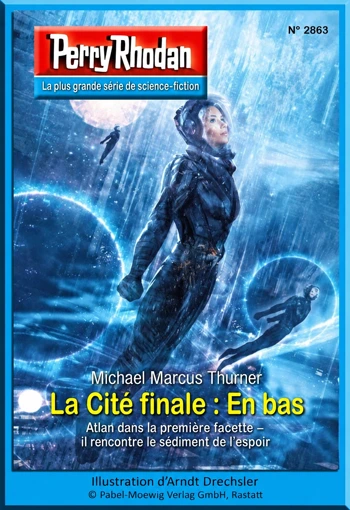 N° 2863
Perry Rhodan
La plus grande série de science-fiction
Michael Marcus Thurner
La Cité finale : En bas
Atlan dans la première facette –
il rencontre le sédiment de l'espoir
Illustration d'Arndt Drechsler
© Pabel-Moewig Verlag GmbH, Rastatt